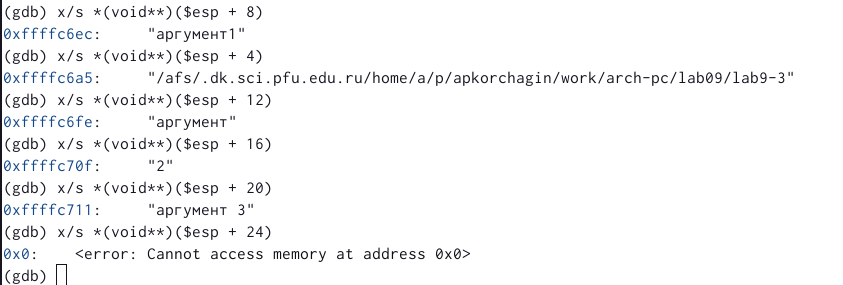 (gdb) x/s *(void**)($esp + 8)
0xffffc6ec:     "аргумент1"
(gdb) x/s *(void**)($esp + 4)
0xffffc6a5:     "/afs/.dk.sci.pfu.edu.ru/home/a/p/apkorchagin/work/arch-pc/lab09/lab9-3"
(gdb) x/s *(void**)($esp + 12)
0xffffc6fe:     "аргумент"
(gdb) x/s *(void**)($esp + 16)
0xffffc70f:     "2"
(gdb) x/s *(void**)($esp + 20)
0xffffc711:     "аргумент 3"
(gdb) x/s *(void**)($esp + 24)
0x0:    <error: Cannot access memory at address 0x0>
(gdb)